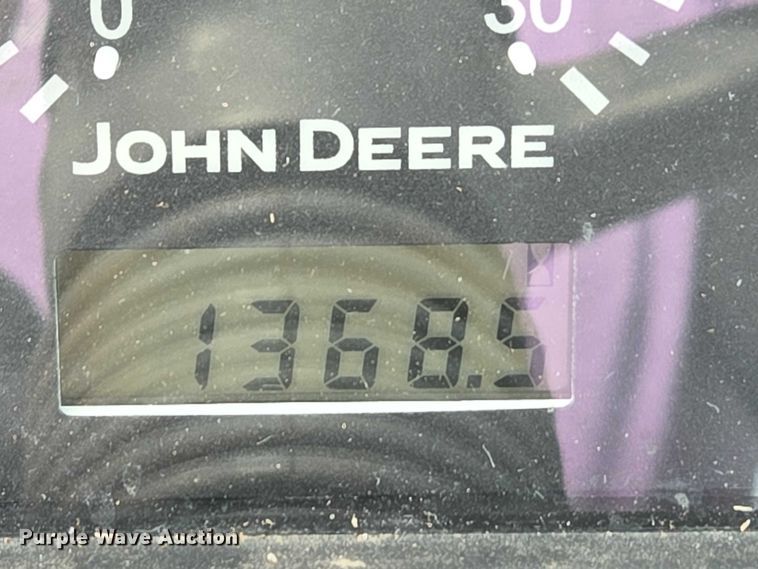 0 30
JOHN DEERE
1368.5
Purple Wave Auction